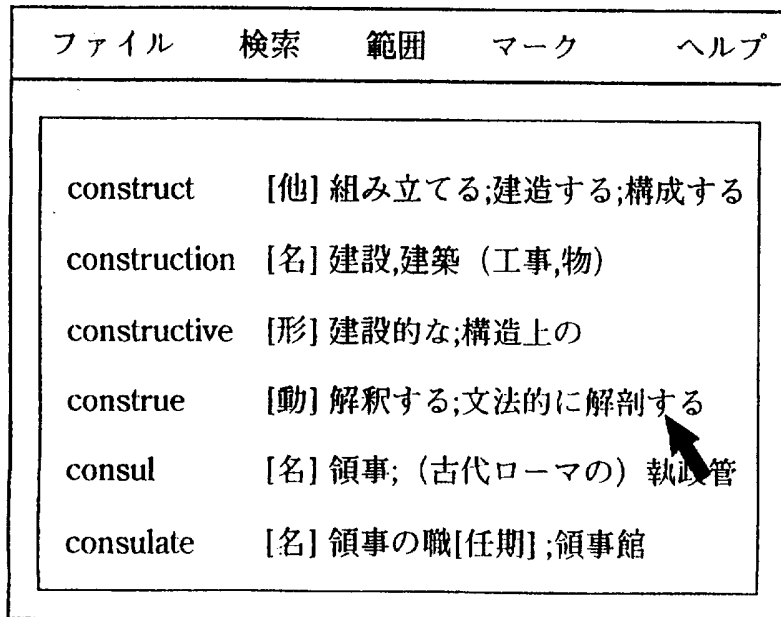 ファイル 検索 範囲 マーク ヘルプ
construct [他] 組み立てる;建造する;構成する
construction [名] 建設,建築（工事,物）
constructive [形] 建設的な;構造上の
construe [動] 解釈する;文法的に解剖する
consul [名] 領事;（古代ローマの）執政管
consulate [名] 領事の職[任期] ;領事館